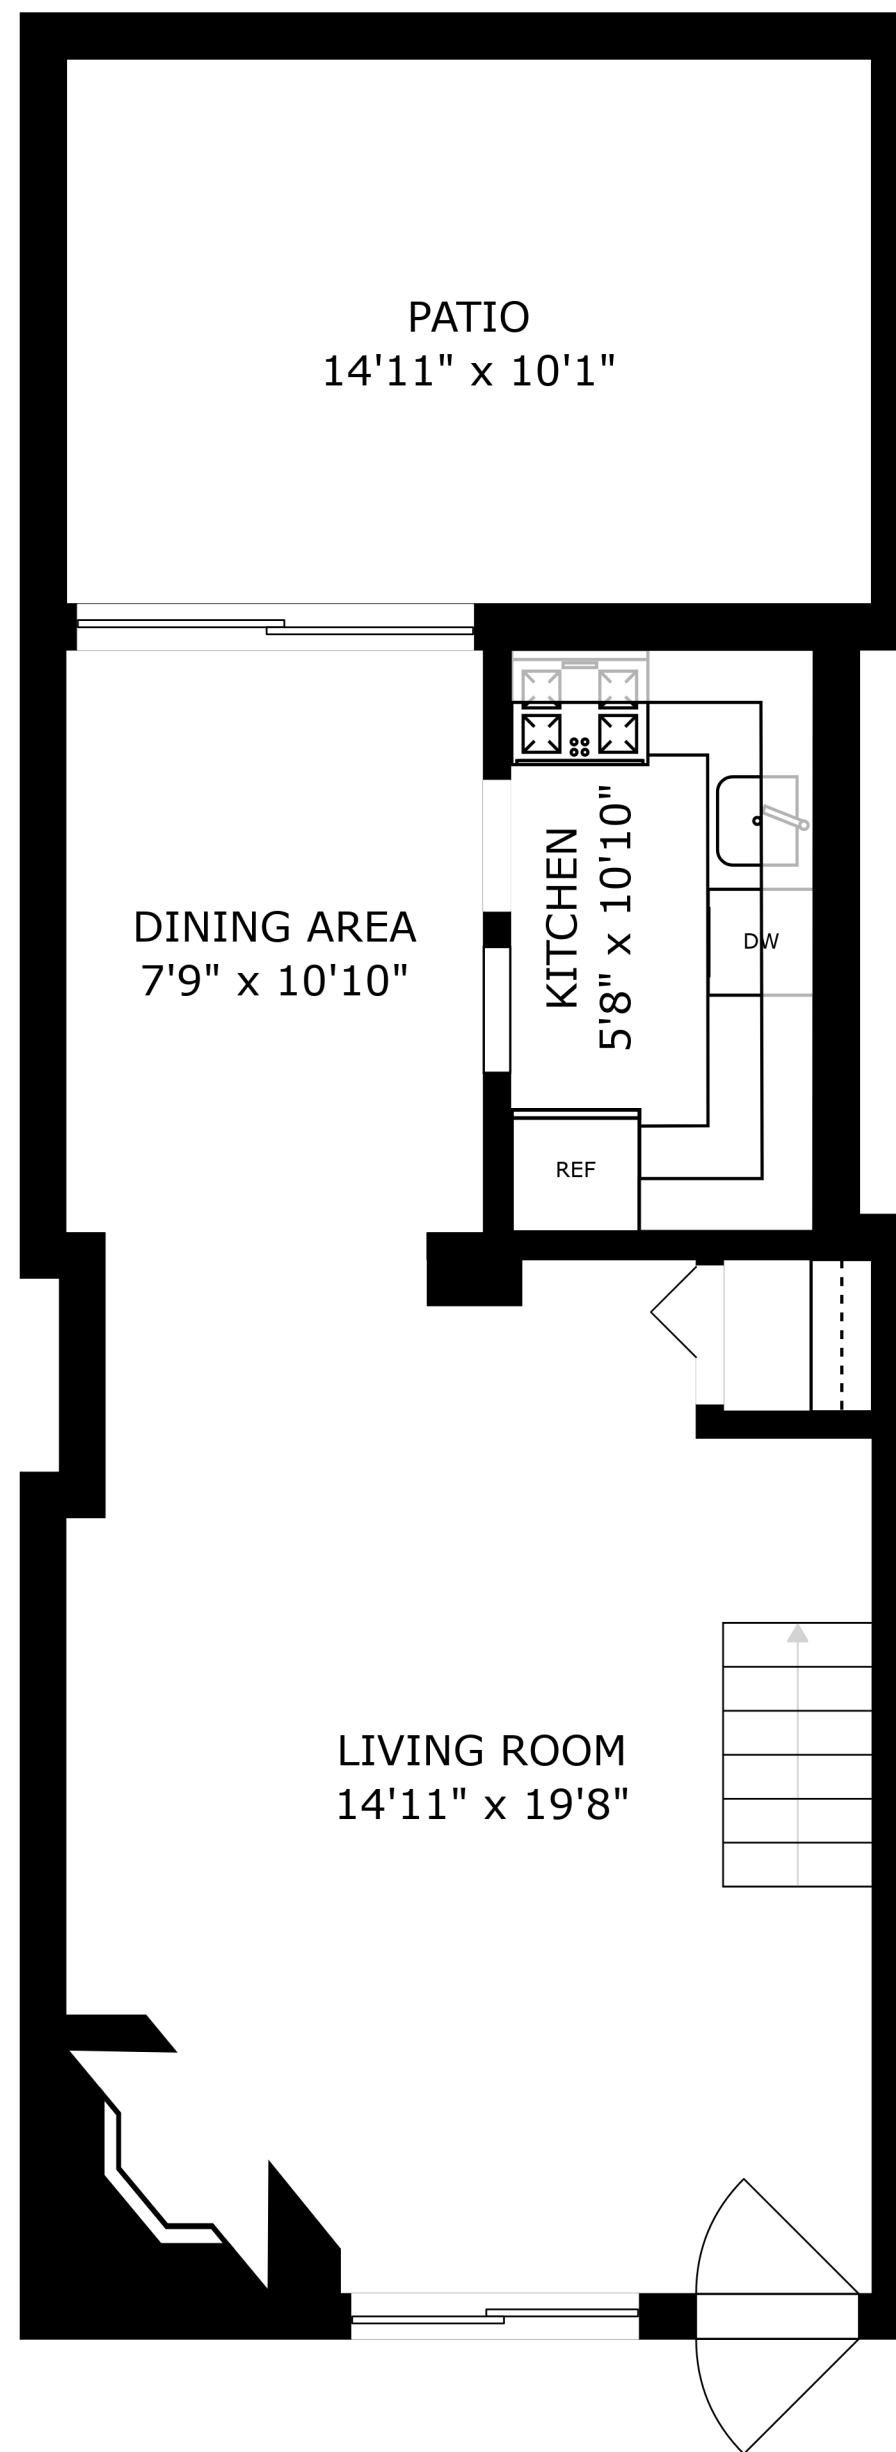 PATIO
14'11" x 10'1"
DINING AREA
7'9" x 10'10"
KITCHEN
5'8" x 10'10"
DW
REF
LIVING ROOM
14'11" x 19'8"